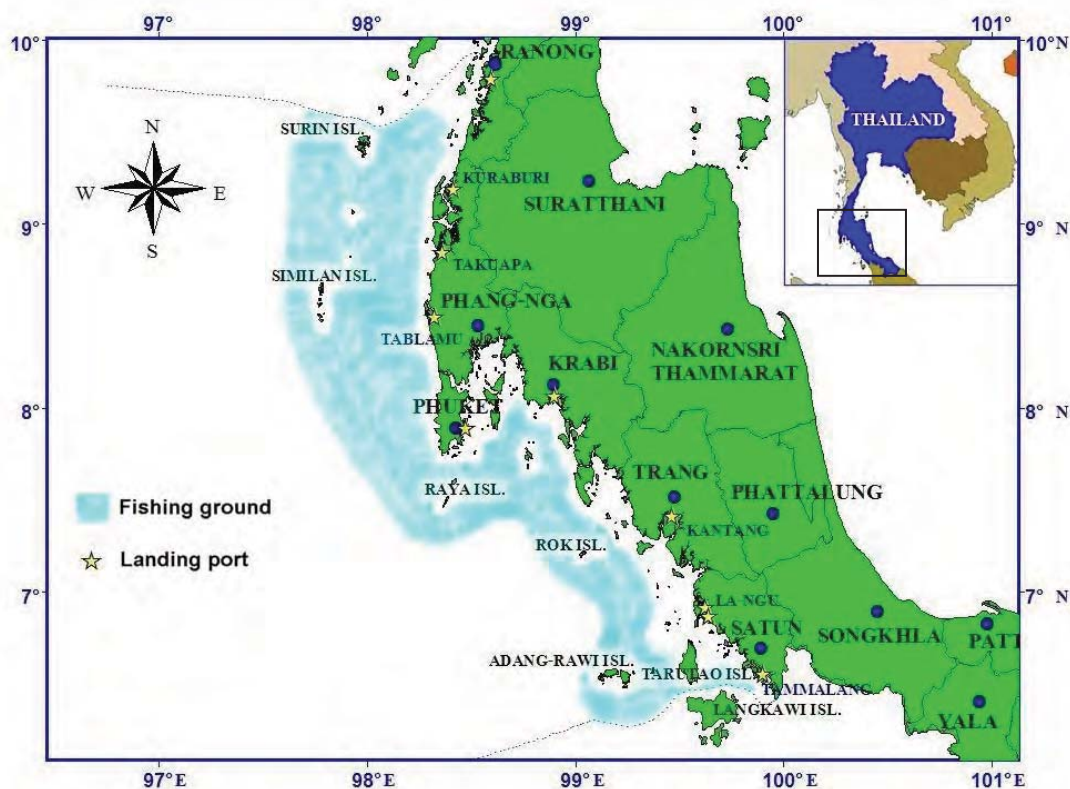 97°
98°
99°
100°
101°
10°
10°N
RANONG
SURIN ISL.
N
W
E
S
THAILAND
KURABURI
SURATTHANI
9°
9° N
TAKUAPA
SIMILAN ISL.
PHANG-NGA
TABLAMU
NAKORNSRI
THAMMARAT
KRABI
8°
8° N
PHUKET
TRANG
RAYA ISL.
PHATTALUNG
Fishing ground
KANTANG
ROK ISL.
Landing port
7°
7° N
LA-NGU
SATUN
SONGKHLA
PATT
ADANG-RAWI ISL.
TARUTAO ISL.
TAMMALANG
LANGKAWI ISL.
YALA
97°E
98°E
99°E
100°E
101°E